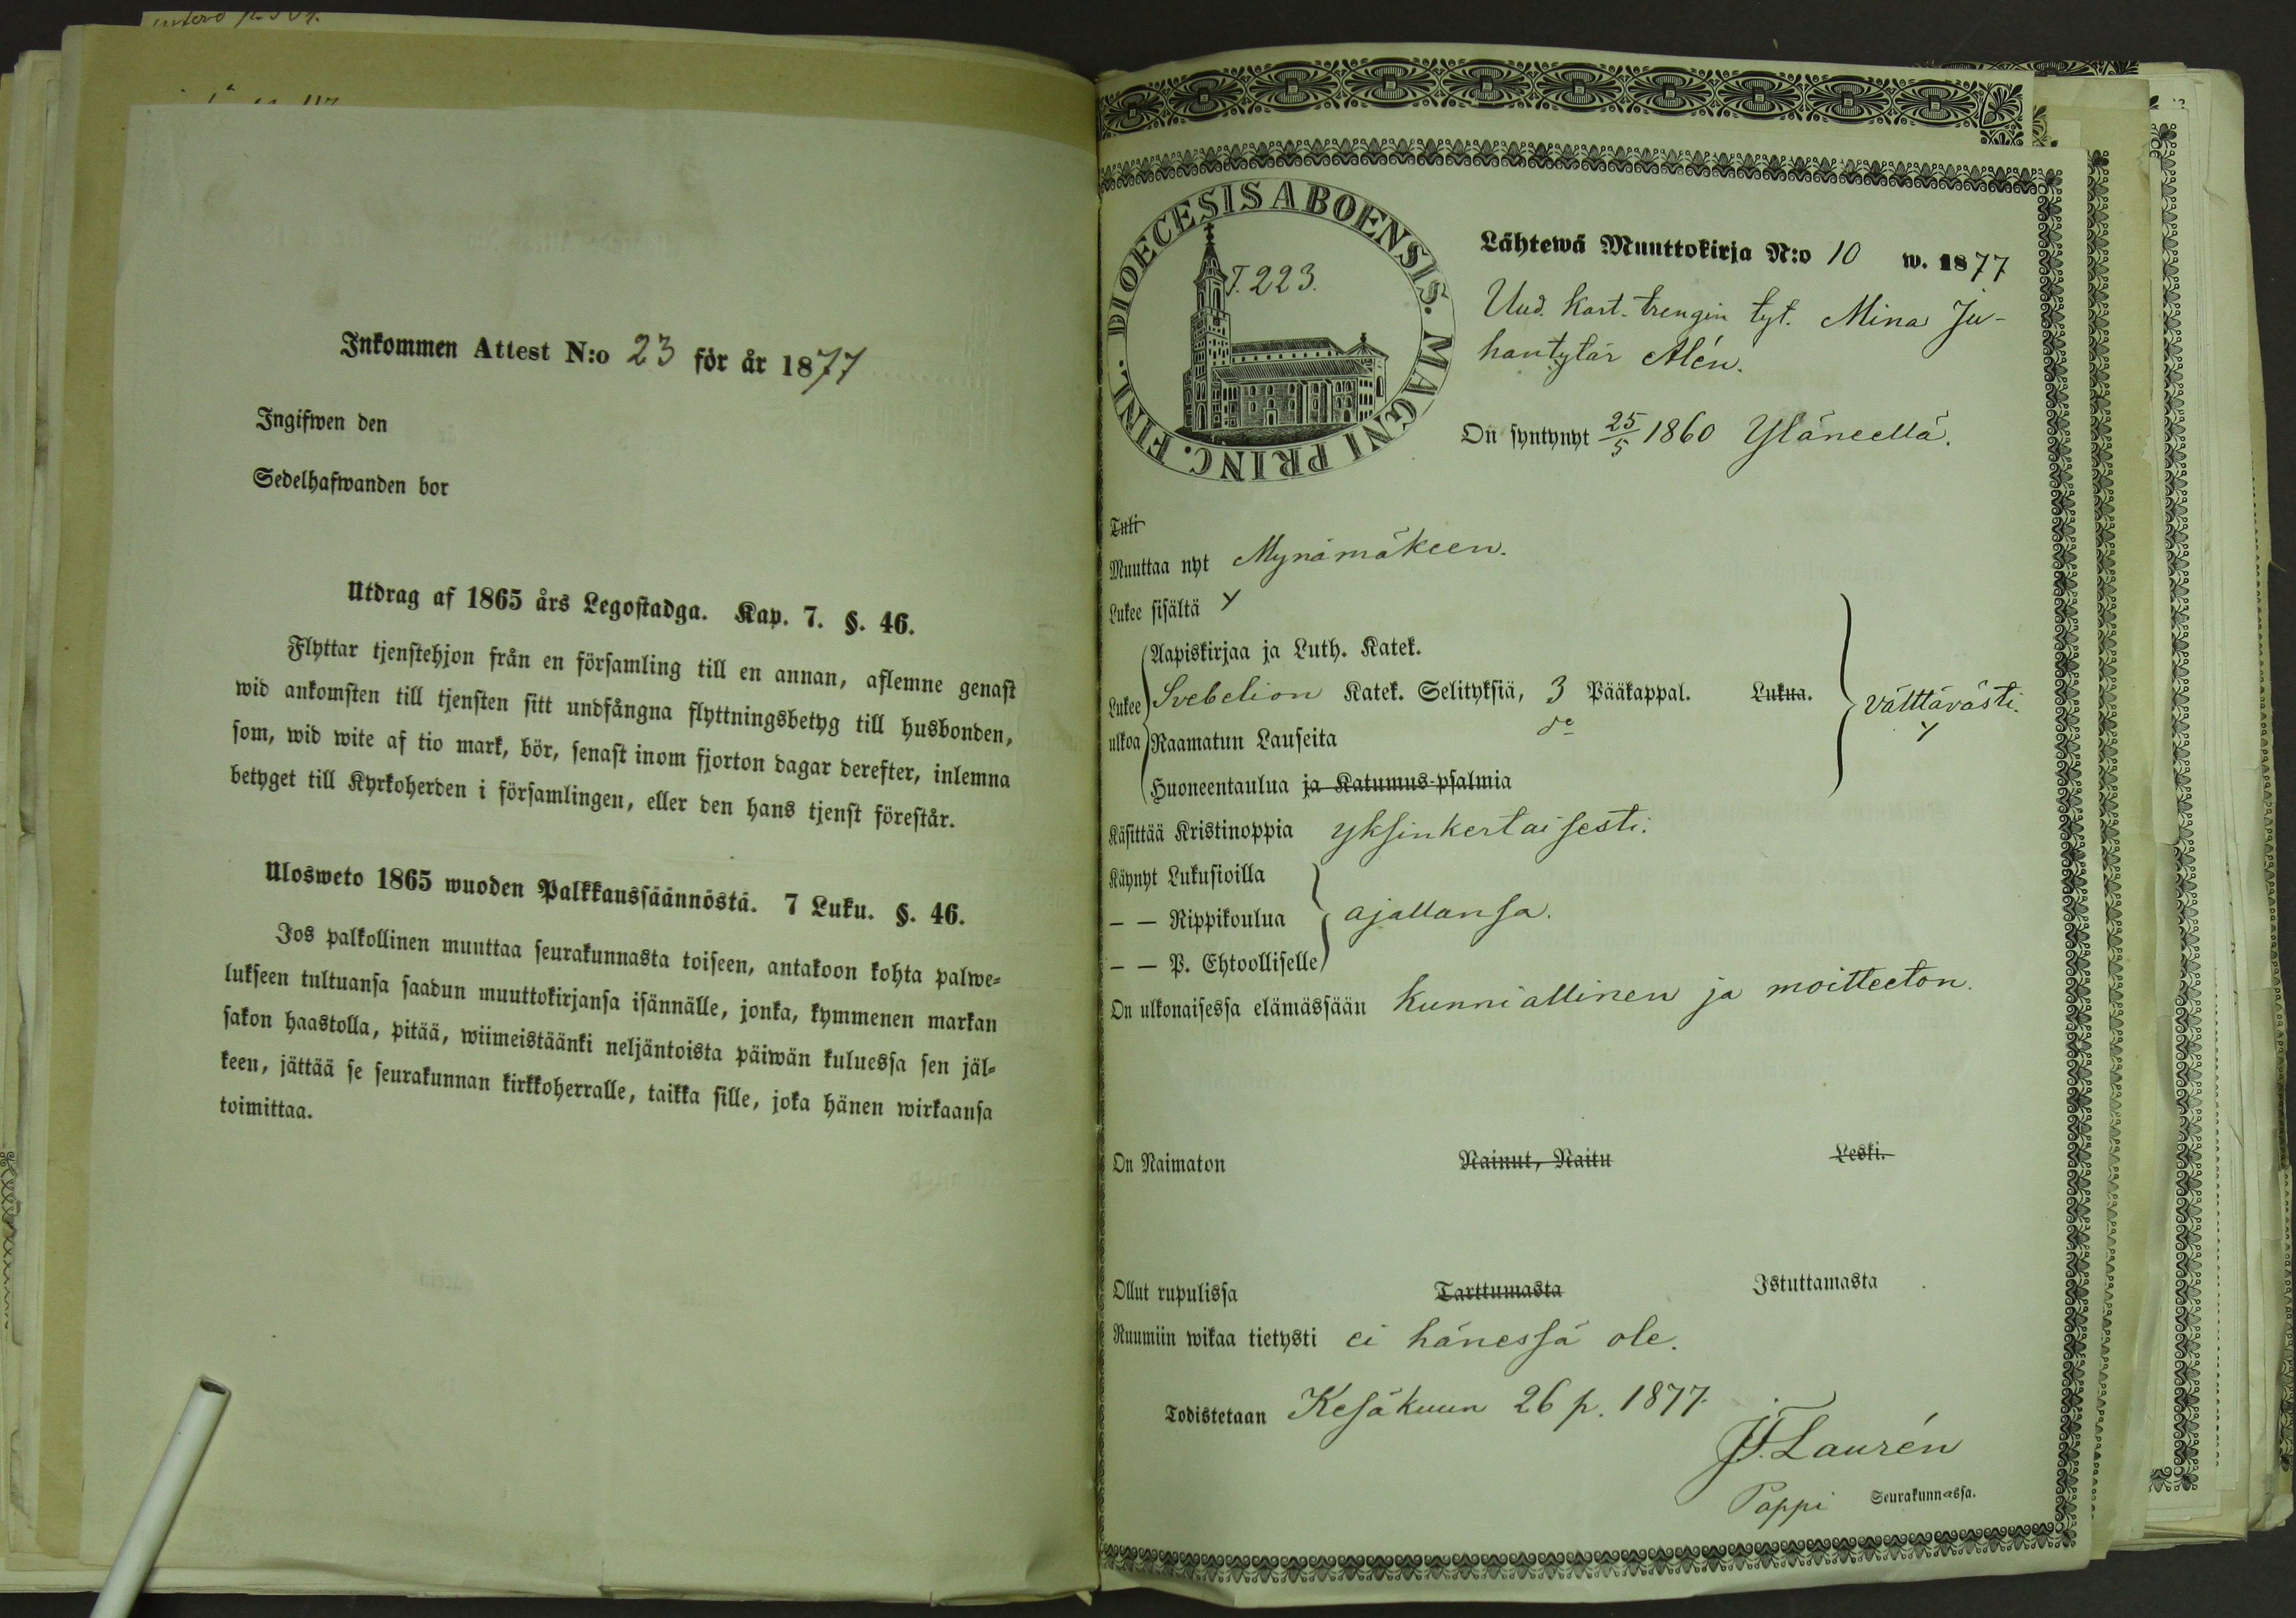 Inkommen Attest N:o 23 för år 1877
Ingifwen den
Sedelhafwanden bor
Utdrag af 1865 års Legostadga. Kap. 7. §. 46.
Flyttar tjenstehjon från en församling till en annan, aflemne genast
wid ankomsten till tjensten sitt undfångna flyttningsbetyg till husbonden,
som, wid wite af tio mark, bör, senast inom fjorton dagar derefter, inlemna
betyget till Kyrkoherden i församlingen, eller den hans tjenst förestår.
Ulosweto 1865 wuoden Palkkaussäännöstä. 7 Luku. §. 46.
Jos palkollinen muuttaa seurakunnasta toiseen, antakoon kohta palwe-
lukseen tultuansa saadun muuttokirjansa isännälle, jonka, kymmenen markan
sakon haastolla, pitää, wiimeistäänki neljäntoista päiwän kuluessa sen jäl-
keen, jättää se seurakunnan kirkkoherralle, taikka sille, joka hänen wirkaansa
toimittaa.
DIOECESIS ABOENSIS. MAGNI PRINC. FINL.
T. 223.
Lähtewä Muuttokirja N:o 10 w. 1877
Uud. kart. trengin tyt. Mina Ju-
hantytär Alén.
On syntynyt 25/5 1860 Yläneellä.
Tuli
Muuttaa nyt Mynämäkeen.
Lukee sisältä y
Aapiskirjaa ja Luth. Katek.
Lukee Svebelion Katek. Selityksiä, 3 Pääkappal. Lukua. välttävästi.
ulkoa Raamatun Lauseita do y
Huoneentaulua ja Katumus-psalmia
Käsittää Kristinoppia yksinkertaisesti.
Käynyt Lukusioilla
— — Rippikoulua ajallansa.
— — P. Ehtoolliselle
On ulkonaisessa elämässään kunniallinen ja moitteeton.
On Naimaton Nainut, Naitu Leski.
Ollut rupulissa Tarttumasta Istuttamasta
Ruumiin wikaa tietysti ei hänessä ole.
Todistetaan Kesäkuun 26 p. 1877.
Laurén
Pappi Seurakunnassa.